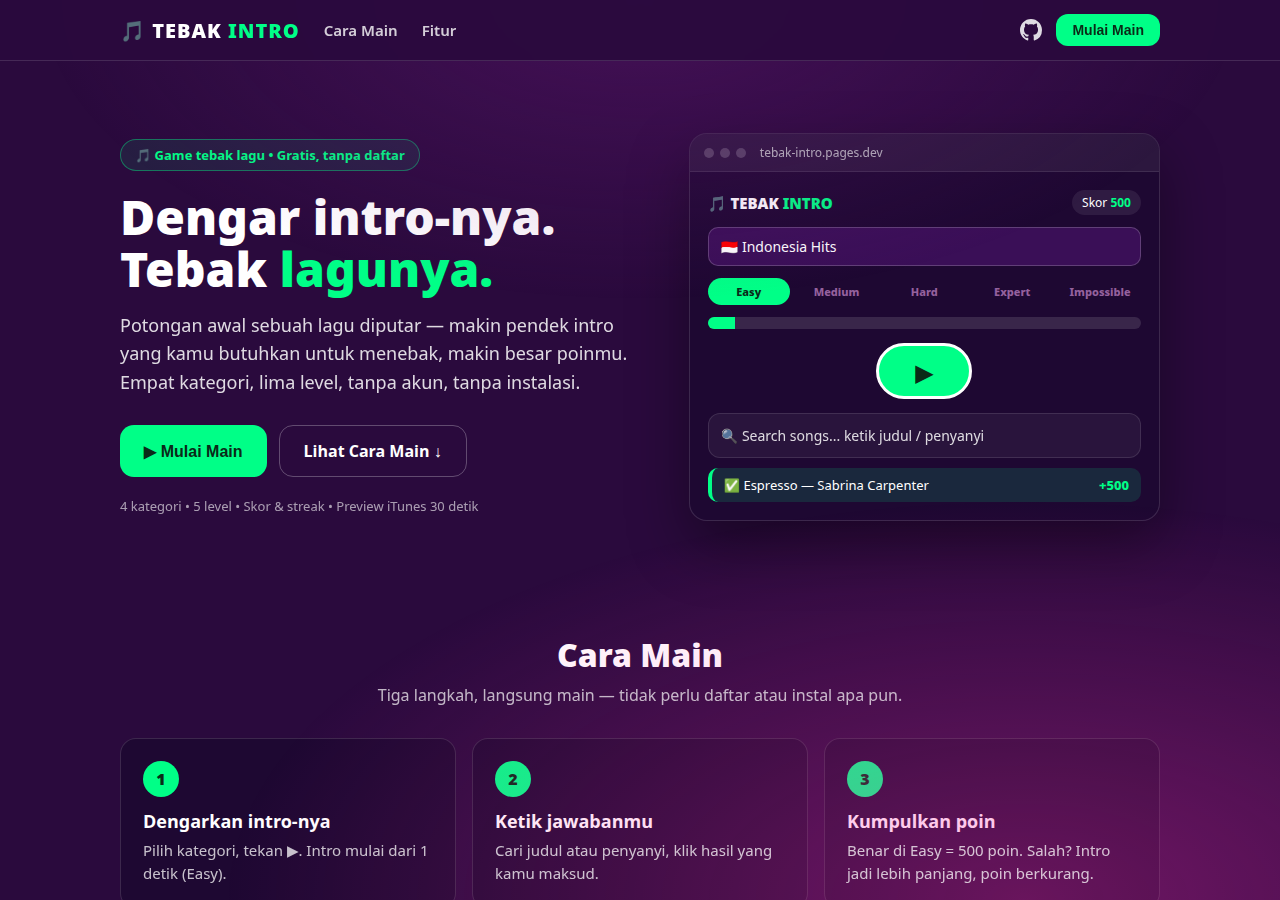 🎵 TEBAK INTRO
Cara Main
Fitur
Mulai Main
🎵 Game tebak lagu • Gratis, tanpa daftar
Dengar intro-nya.
Tebak lagunya.
Potongan awal sebuah lagu diputar — makin pendek intro
yang kamu butuhkan untuk menebak, makin besar poinmu.
Empat kategori, lima level, tanpa akun, tanpa instalasi.
▶ Mulai Main
Lihat Cara Main ↓
4 kategori • 5 level • Skor & streak • Preview iTunes 30 detik
tebak-intro.pages.dev
🎵 TEBAK INTRO
Skor 500
🇮🇩 Indonesia Hits
Easy
Medium
Hard
Expert
Impossible
▶
🔍 Search songs... ketik judul / penyanyi
✅ Espresso — Sabrina Carpenter
+500
Cara Main
Tiga langkah, langsung main — tidak perlu daftar atau instal apa pun.
1
Dengarkan intro-nya
Pilih kategori, tekan ▶. Intro mulai dari 1
detik (Easy).
2
Ketik jawabanmu
Cari judul atau penyanyi, klik hasil yang
kamu maksud.
3
Kumpulkan poin
Benar di Easy = 500 poin. Salah? Intro
jadi lebih panjang, poin berkurang.